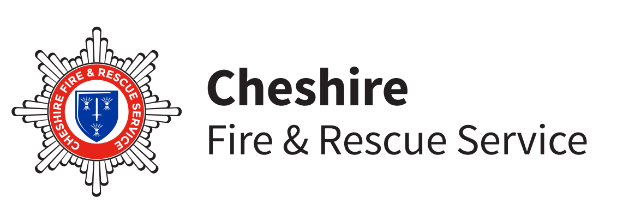 CHESHIRE FIRE & RESCUE SERVICE
Cheshire
Fire & Rescue Service